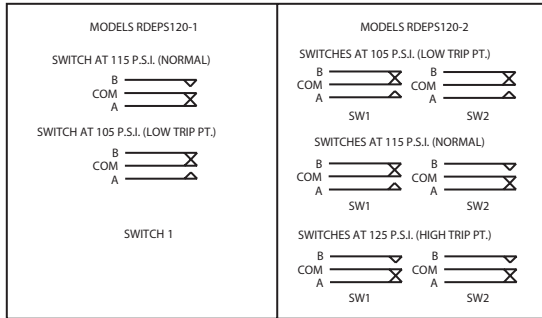 MODELS RDEPS120-1
SWITCH AT 115 P.S.I. (NORMAL)
B
COM
A
SWITCH AT 105 P.S.I. (LOW TRIP PT.)
B
COM
A
SWITCH 1
MODELS RDEPS120-2
SWITCHES AT 105 P.S.I. (LOW TRIP PT.)
B B
COM COM
A A
SW1 SW2
SWITCHES AT 115 P.S.I. (NORMAL)
B B
COM COM
A A
SW1 SW2
SWITCHES AT 125 P.S.I. (HIGH TRIP PT.)
B B
COM COM
A A
SW1 SW2